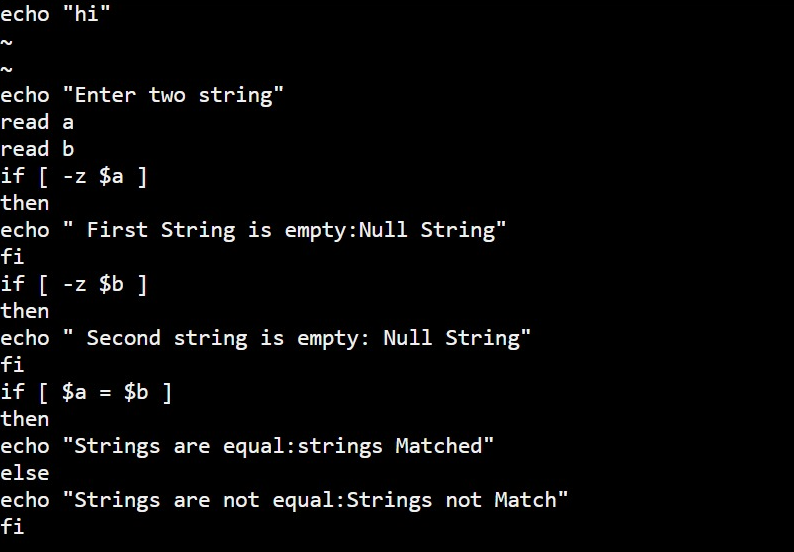 echo "hi"
~
~
echo "Enter two string"
read a
read b
if [ -z $a ]
then
echo " First String is empty:Null String"
fi
if [ -z $b ]
then
echo " Second string is empty: Null String"
fi
if [ $a = $b ]
then
echo "Strings are equal:strings Matched"
else
echo "Strings are not equal:Strings not Match"
fi